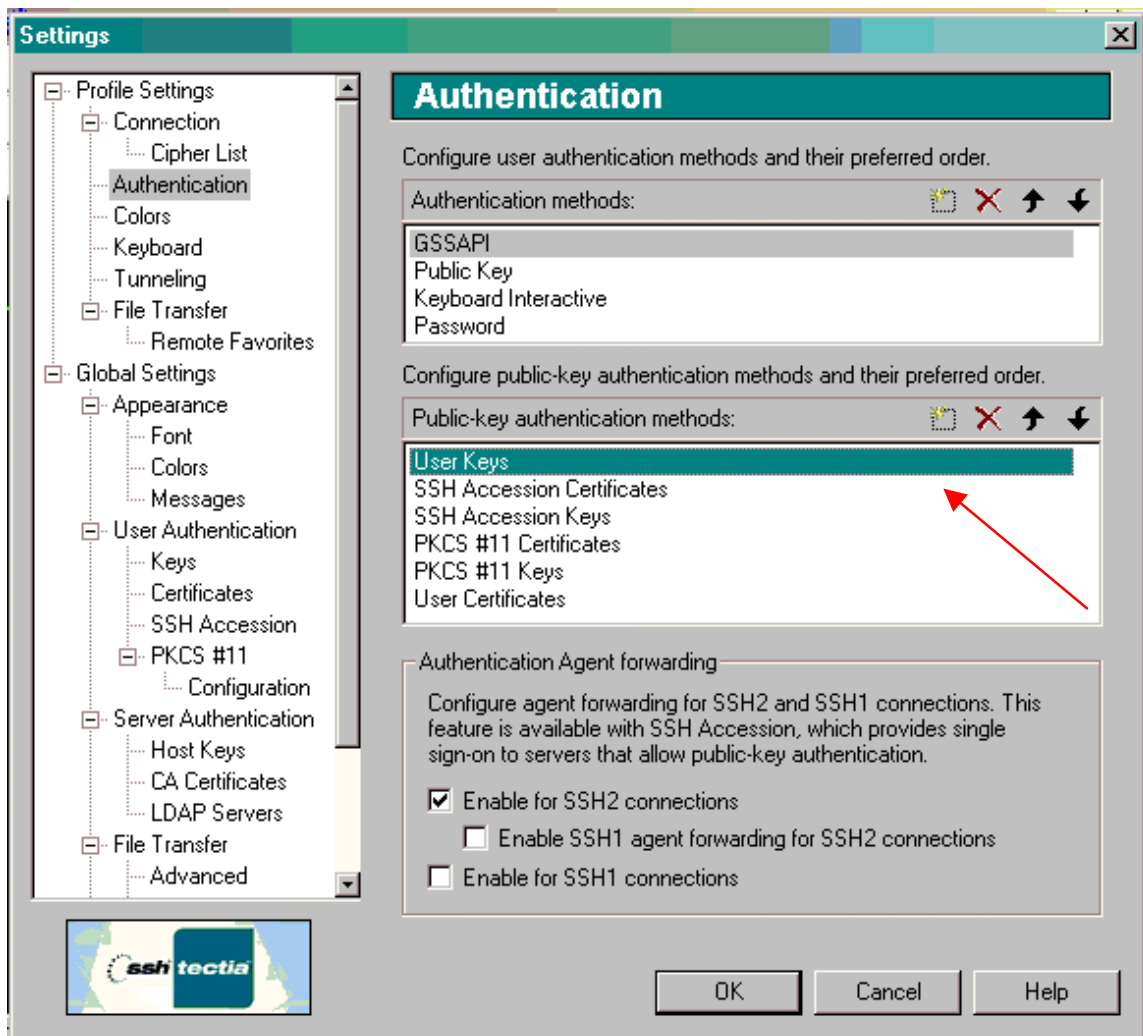 Settings
Profile Settings
Connection
Cipher List
Authentication
Colors
Keyboard
Tunneling
File Transfer
Remote Favorites
Global Settings
Appearance
Font
Colors
Messages
User Authentication
Keys
Certificates
SSH Accession
PKCS #11
Configuration
Server Authentication
Host Keys
CA Certificates
LDAP Servers
File Transfer
Advanced
ssh tectia
Authentication
Configure user authentication methods and their preferred order.
Authentication methods:
GSSAPI
Public Key
Keyboard Interactive
Password
Configure public-key authentication methods and their preferred order.
Public-key authentication methods:
User Keys
SSH Accession Certificates
SSH Accession Keys
PKCS #11 Certificates
PKCS #11 Keys
User Certificates
Authentication Agent forwarding
Configure agent forwarding for SSH2 and SSH1 connections. This
feature is available with SSH Accession, which provides single
sign-on to servers that allow public-key authentication.
Enable for SSH2 connections
Enable SSH1 agent forwarding for SSH2 connections
Enable for SSH1 connections
OK
Cancel
Help